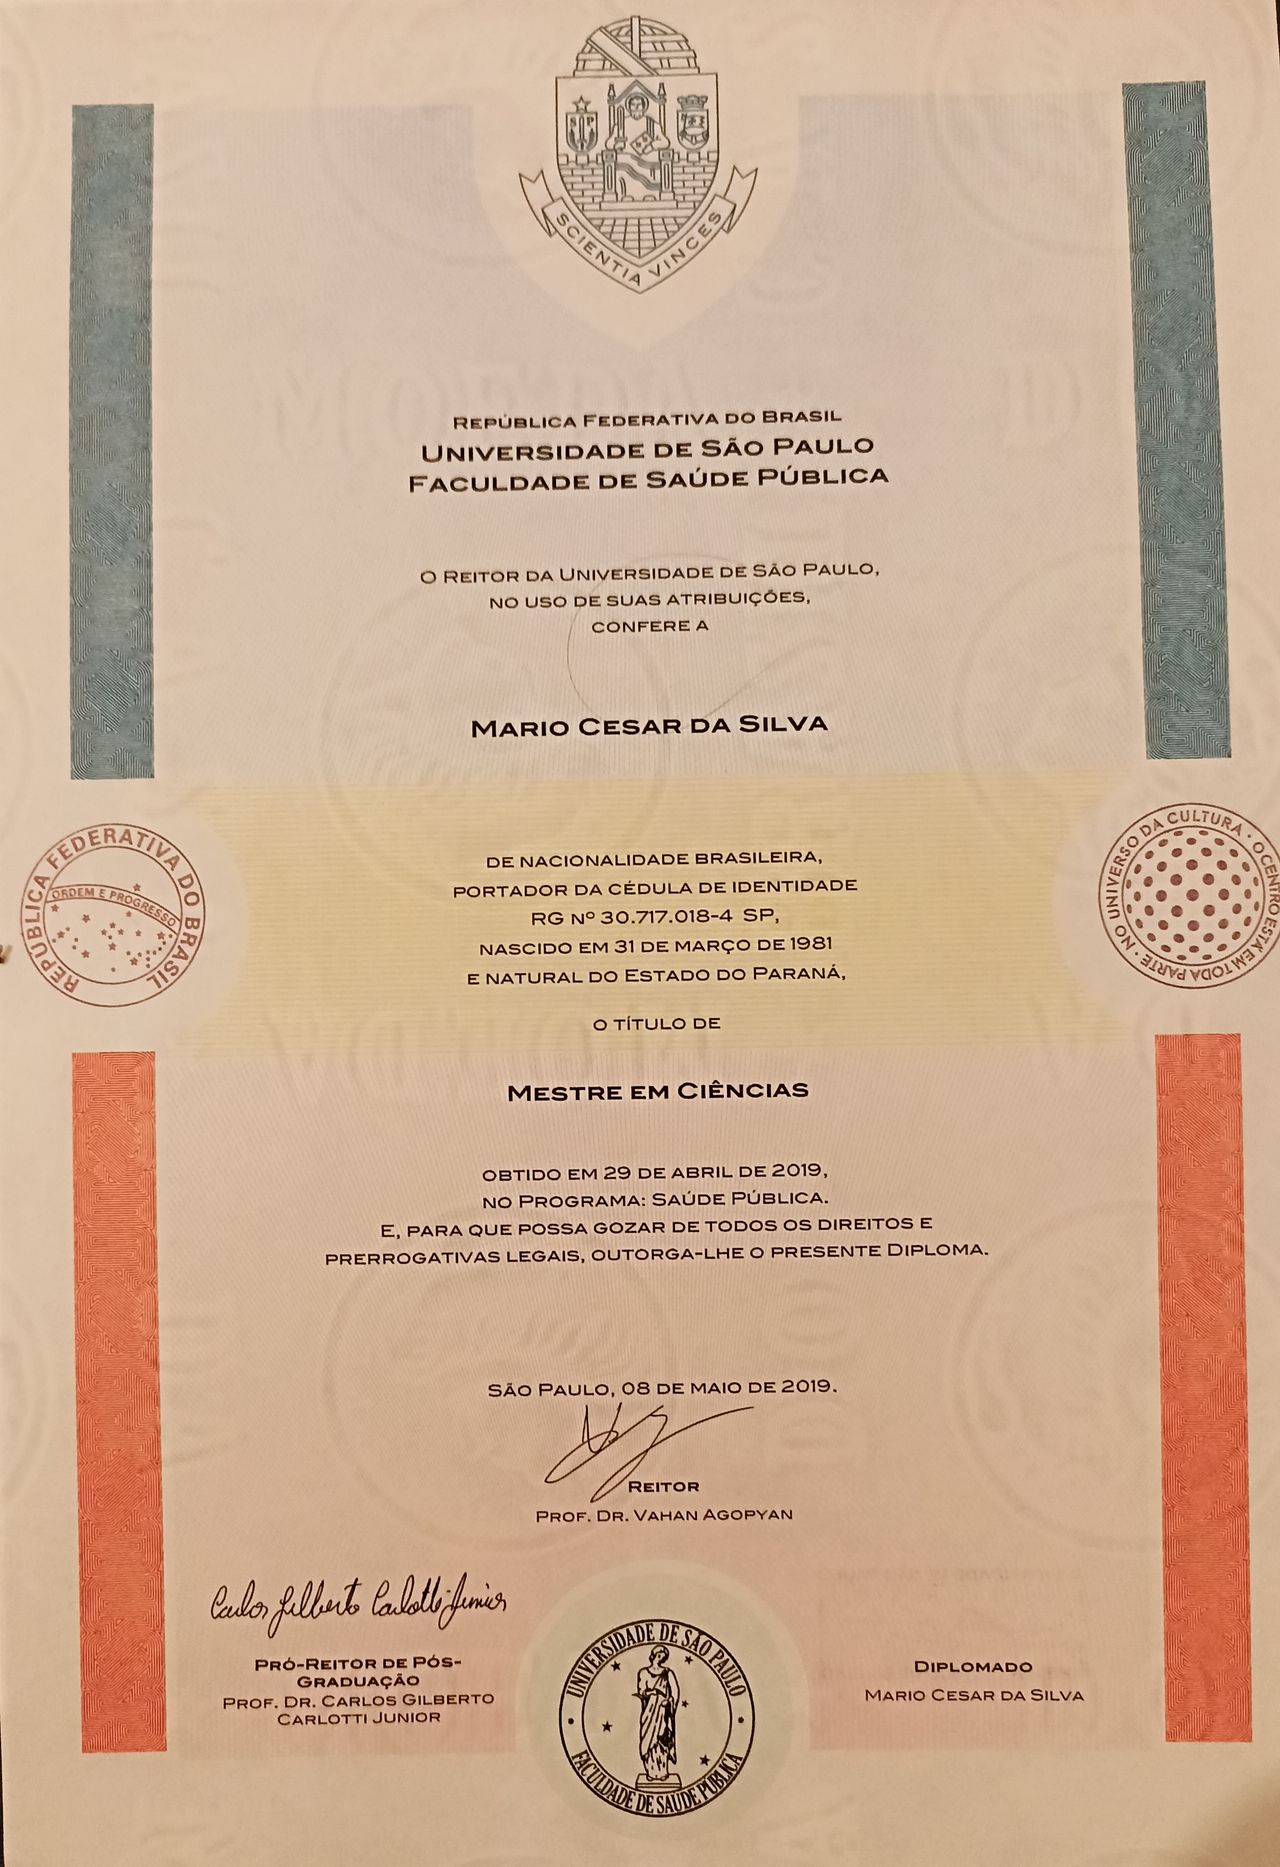 SP
SCIENTIA VINCES
República Federativa do Brasil
Universidade de São Paulo
Faculdade de Saúde Pública
O Reitor da Universidade de São Paulo,
no uso de suas atribuições,
confere a
Mario Cesar da Silva
de nacionalidade brasileira,
portador da cédula de identidade
RG nº 30.717.018-4 SP,
nascido em 31 de março de 1981
e natural do Estado do Paraná,
o título de
REPÚBLICA FEDERATIVA DO BRASIL
ORDEM E PROGRESSO
NO UNIVERSO DA CULTURA · O CENTRO ESTÁ EM TODA PARTE ·
Mestre em Ciências
obtido em 29 de abril de 2019,
no Programa: Saúde Pública.
E, para que possa gozar de todos os direitos e
prerrogativas legais, outorga-lhe o presente Diploma.
São Paulo, 08 de maio de 2019.
Reitor
Prof. Dr. Vahan Agopyan
Carlos Gilberto Carlotti Junior
Pró-Reitor de Pós-
Graduação
Prof. Dr. Carlos Gilberto
Carlotti Junior
UNIVERSIDADE DE SÃO PAULO
FACULDADE DE SAÚDE PÚBLICA
Diplomado
Mario Cesar da Silva